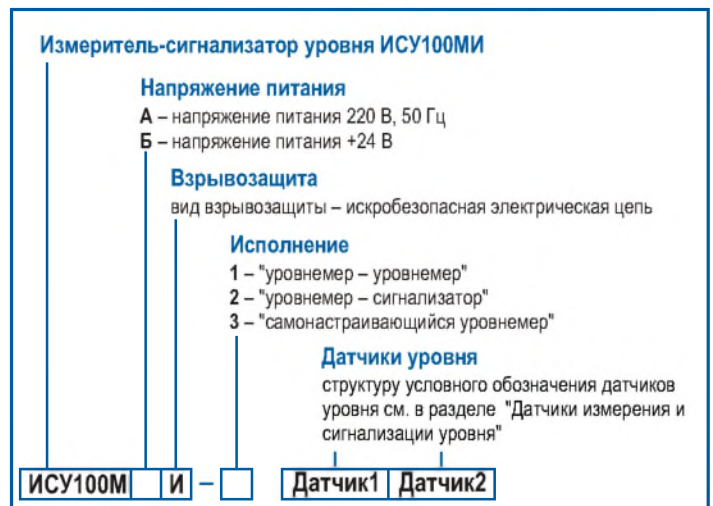 Измеритель-сигнализатор уровня ИСУ100МИ
Напряжение питания
А – напряжение питания 220 В, 50 Гц
Б – напряжение питания +24 В
Взрывозащита
вид взрывозащиты – искробезопасная электрическая цепь
Исполнение
1 – "уровнемер – уровнемер"
2 – "уровнемер – сигнализатор"
3 – "самонастраивающийся уровнемер"
Датчики уровня
структуру условного обозначения датчиков
уровня см. в разделе "Датчики измерения и
сигнализации уровня"
ИСУ100М И – Датчик1 Датчик2